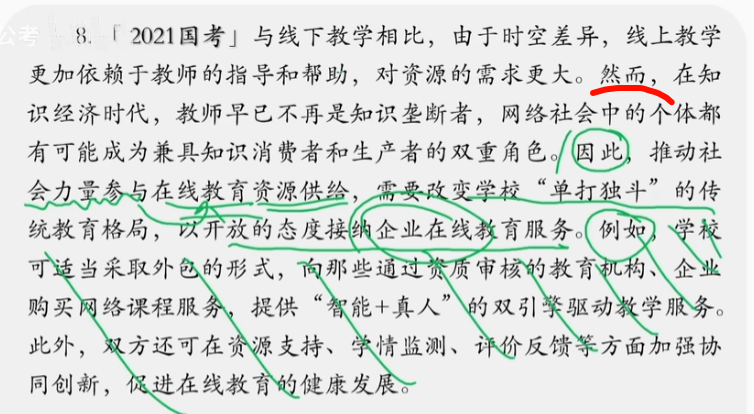 公考
8.「2021国考」与线下教学相比，由于时空差异，线上教学
更加依赖于教师的指导和帮助，对资源的需求更大。然而，在知
识经济时代，教师早已不再是知识垄断者，网络社会中的个体都
有可能成为兼具知识消费者和生产者的双重角色。因此，推动社
会力量参与在线教育资源供给，需要改变学校“单打独斗”的传
统教育格局，以开放的态度接纳企业在线教育服务。例如，学校
可适当采取外包的形式，向那些通过资质审核的教育机构、企业
购买网络课程服务，提供“智能+真人”的双引擎驱动教学服务。
此外，双方还可在资源支持、学情监测、评价反馈等方面加强协
同创新，促进在线教育的健康发展。